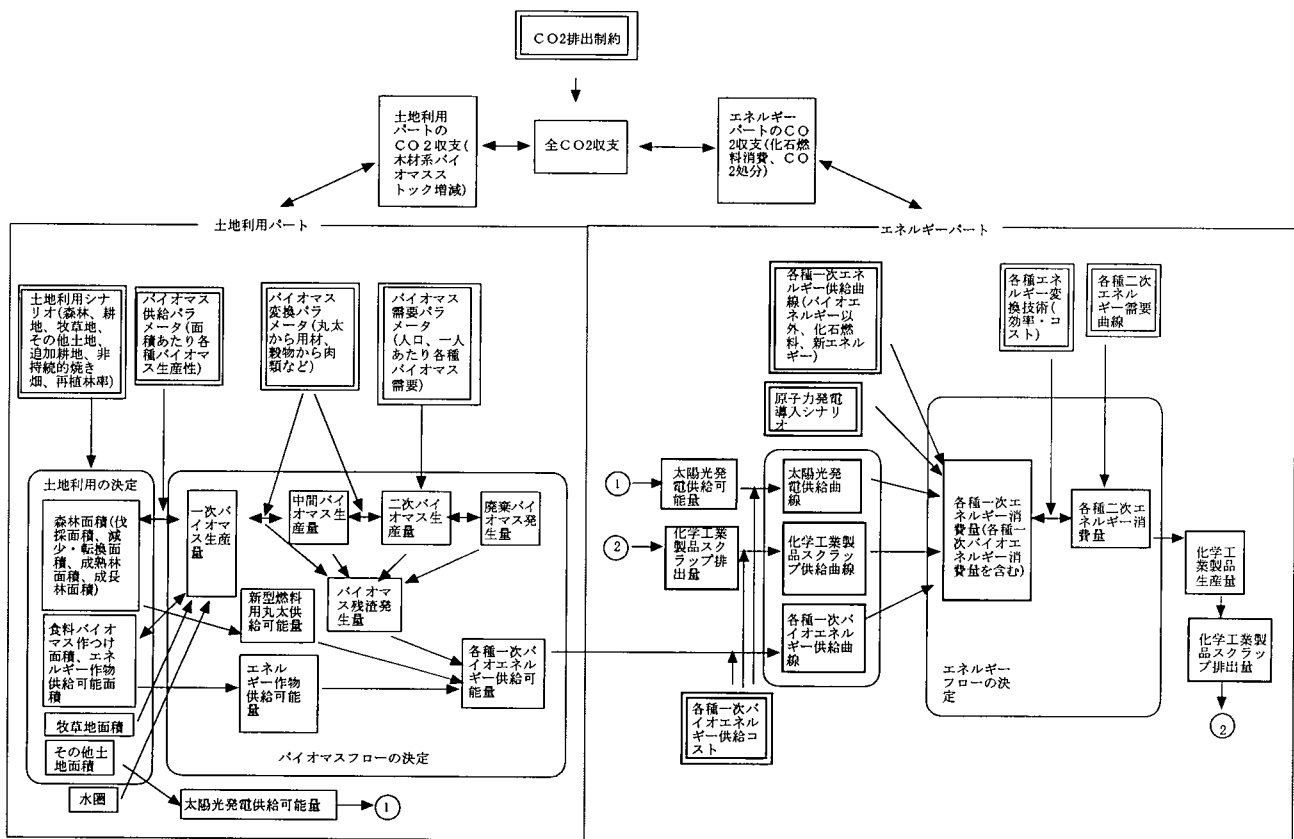 CO2排出制約
土地利用
パートの
CO2収支(
木材系バイ
オマスス
トック増減)
全CO2収支
エネルギー
パートのCO
2収支(化石燃
料消費、CO
2処分)
土地利用パート
土地利用シナ
リオ(森林、耕
地、牧草地、
その他土地、
追加耕地、非
持続的焼き
畑、再植林率)
バイオマス
供給パラ
メータ(面
積あたり各
種バイオマ
ス生産性)
バイオマス
変換パラ
メータ(丸太
から用材、
穀物から肉
類など)
バイオマス
需要パラ
メータ
(人口、一人
あたり各種
バイオマス
需要)
土地利用の決定
森林面積(伐
採面積、減
少・転換面
積、成熟林
面積、成長
林面積)
食料バイオ
マス作つけ
面積、エネ
ルギー作物
供給可能面
積
牧草地面積
その他土
地面積
水圏
一次バ
イオマ
ス生産
量
中間バイ
オマス生
産量
二次バイ
オマス生
産量
廃棄バイ
オマス発
生量
バイオマ
ス残渣発
生量
新型燃料
用丸太供
給可能量
エネル
ギー作物
供給可能
量
各種一次バ
イオエネル
ギー供給可
能量
バイオマスフローの決定
太陽光発電供給可能量
1
エネルギーパート
各種一次エネ
ルギー供給曲
線(バイオエ
ネルギー以
外、化石燃
料、新エネル
ギー)
原子力発電
導入シナリ
オ
各種エネ
ルギー変
換技術(
効率・コ
スト)
各種二次
エネル
ギー需要
曲線
1
太陽光発
電供給可
能量
2
化学工業
製品スク
ラップ排
出量
太陽光発
電供給曲
線
化学工業
製品スク
ラップ供
給曲線
各種一次
バイオエ
ネルギー
供給曲線
各種一次バ
イオエネル
ギー供給コ
スト
各種一次エ
ネルギー消
費量(各種一
次バイオエ
ネルギー消
費量を含む)
各種二次エ
ネルギー消
費量
エネルギー
フローの決
定
化学工
業製品
生産量
化学工業製
品スクラッ
プ排出量
2